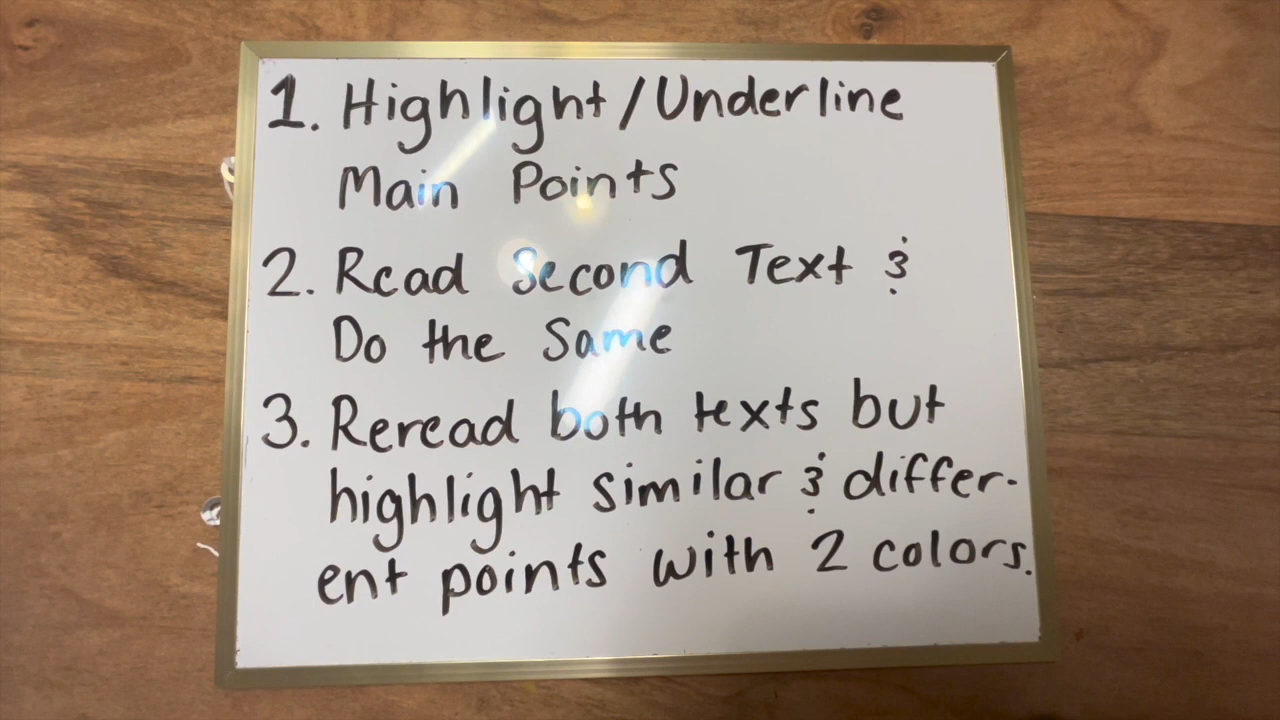 1. Highlight/Underline
Main Points
2. Read Second Text &
Do the Same
3. Reread both texts but
highlight similar & differ-
ent points with 2 colors.